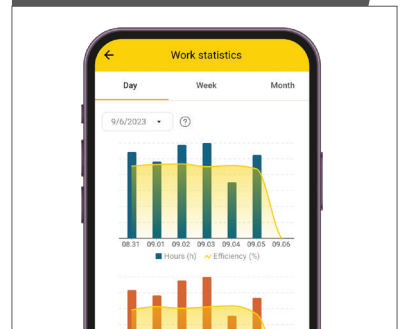 Work statistics
Day Week Month
9/6/2023
08.31 09.01 09.02 09.03 09.04 09.05 09.06
Hours (h) Efficiency (%)